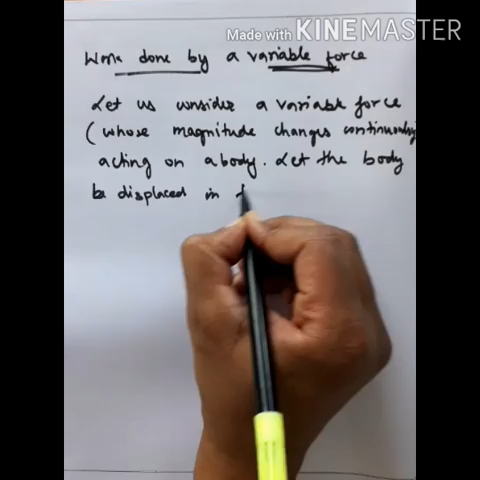 Made with KINEMASTER
Work done by a variable force
Let us consider a variable force
(whose magnitude changes continuously
acting on a body. Let the body
be displaced in